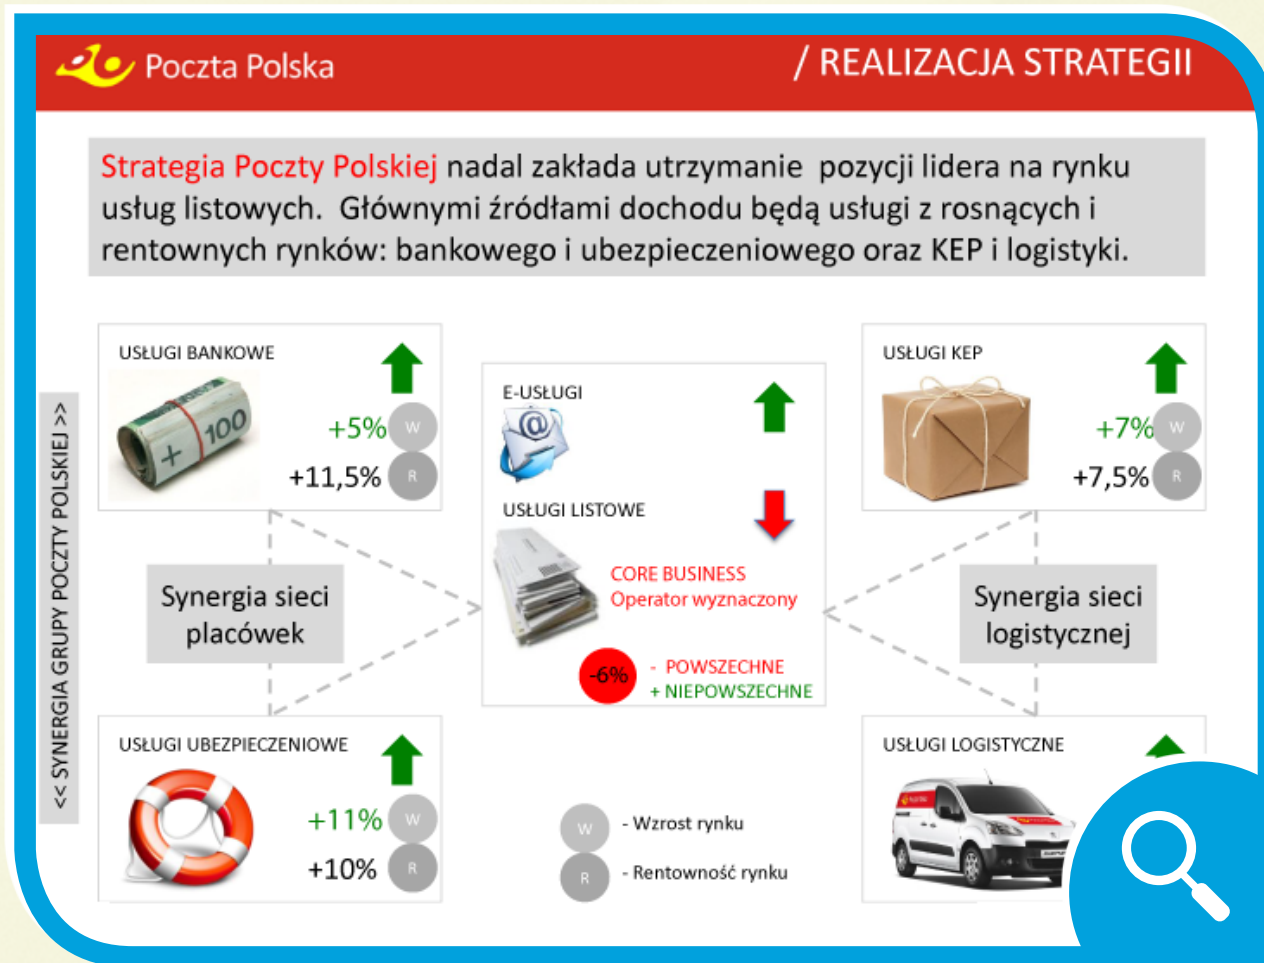 Poczta Polska
/ REALIZACJA STRATEGII
Strategia Poczty Polskiej nadal zakłada utrzymanie pozycji lidera na rynku
usług listowych. Głównymi źródłami dochodu będą usługi z rosnących i
rentownych rynków: bankowego i ubezpieczeniowego oraz KEP i logistyki.
<< SYNERGIA GRUPY POCZTY POLSKIEJ >>
USŁUGI BANKOWE
+ 100
+5% W
+11,5% R
E-USŁUGI
@
USŁUGI LISTOWE
CORE BUSINESS
Operator wyznaczony
-6%
- POWSZECHNE
+ NIEPOWSZECHNE
USŁUGI KEP
+7% W
+7,5% R
Synergia sieci
placówek
Synergia sieci
logistycznej
USŁUGI UBEZPIECZENIOWE
+11% W
+10% R
W - Wzrost rynku
R - Rentowność rynku
USŁUGI LOGISTYCZNE